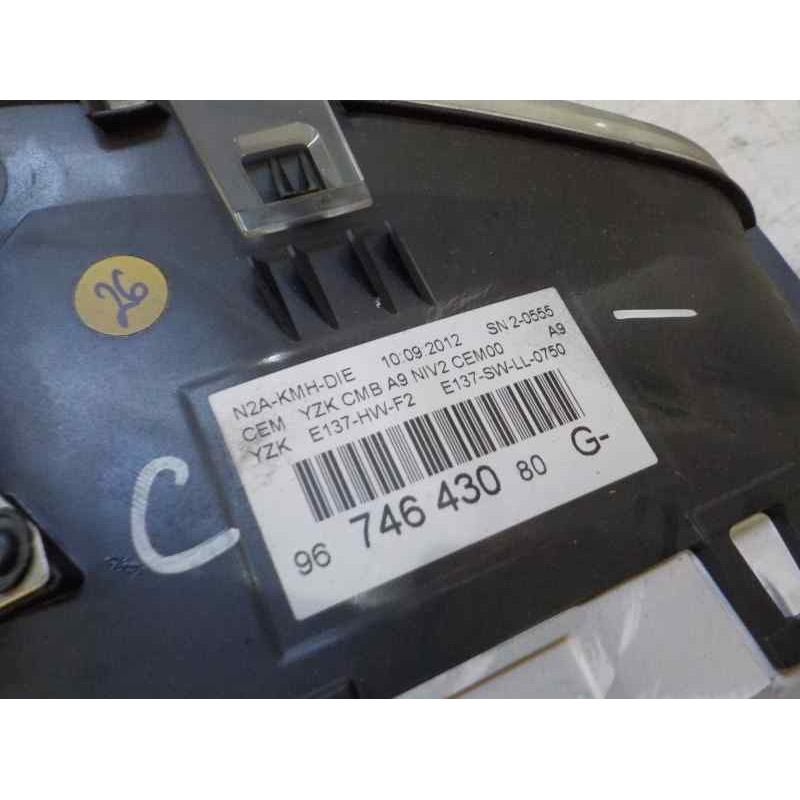 26
N2A-KMH-DIE 10:09:2012 SN 2-0555
CEM YZK CMB A9 NIV2 CEM00 A9
YZK E137-HW-F2 E137-SW-LL-0750
96 746 430 80 G-
C